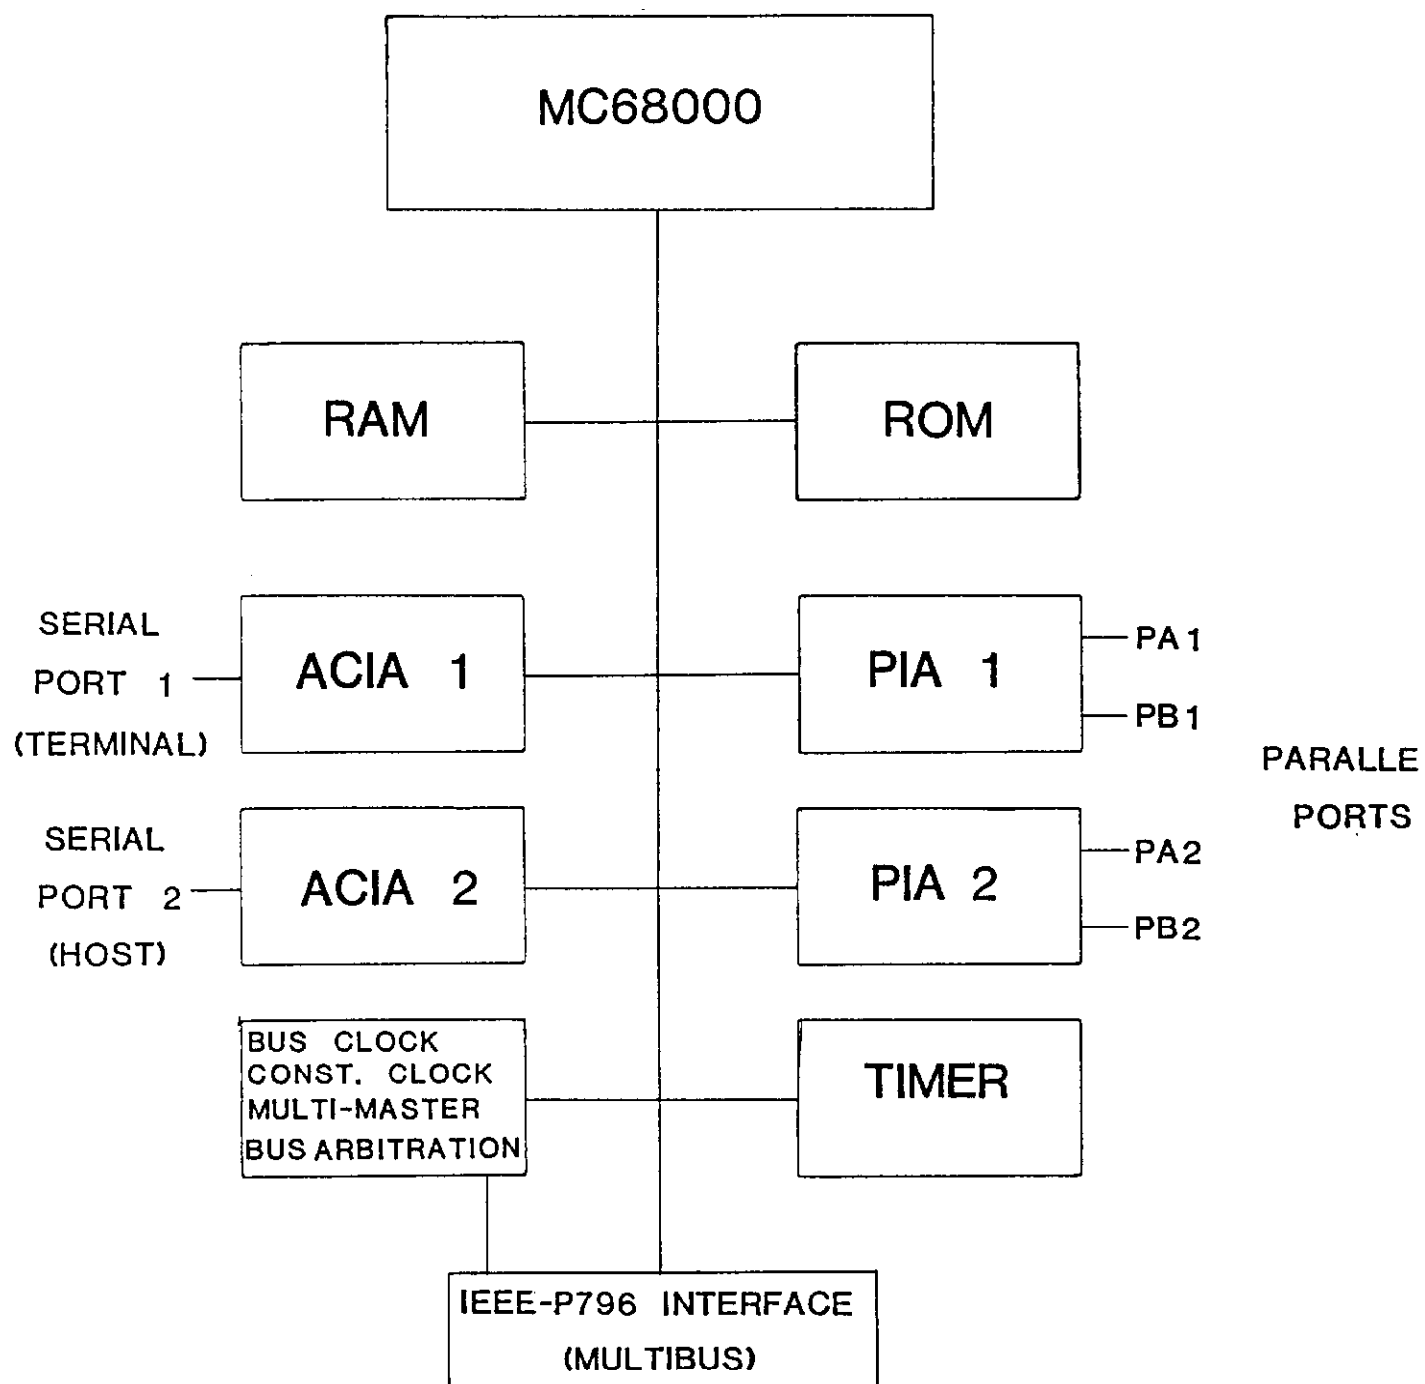 MC68000
RAM
ROM
SERIAL
PORT 1
(TERMINAL)
ACIA 1
PIA 1
PA1
PB1
PARALLE
PORTS
SERIAL
PORT 2
(HOST)
ACIA 2
PIA 2
PA2
PB2
BUS CLOCK
CONST. CLOCK
MULTI-MASTER
BUS ARBITRATION
TIMER
IEEE-P796 INTERFACE
(MULTIBUS)